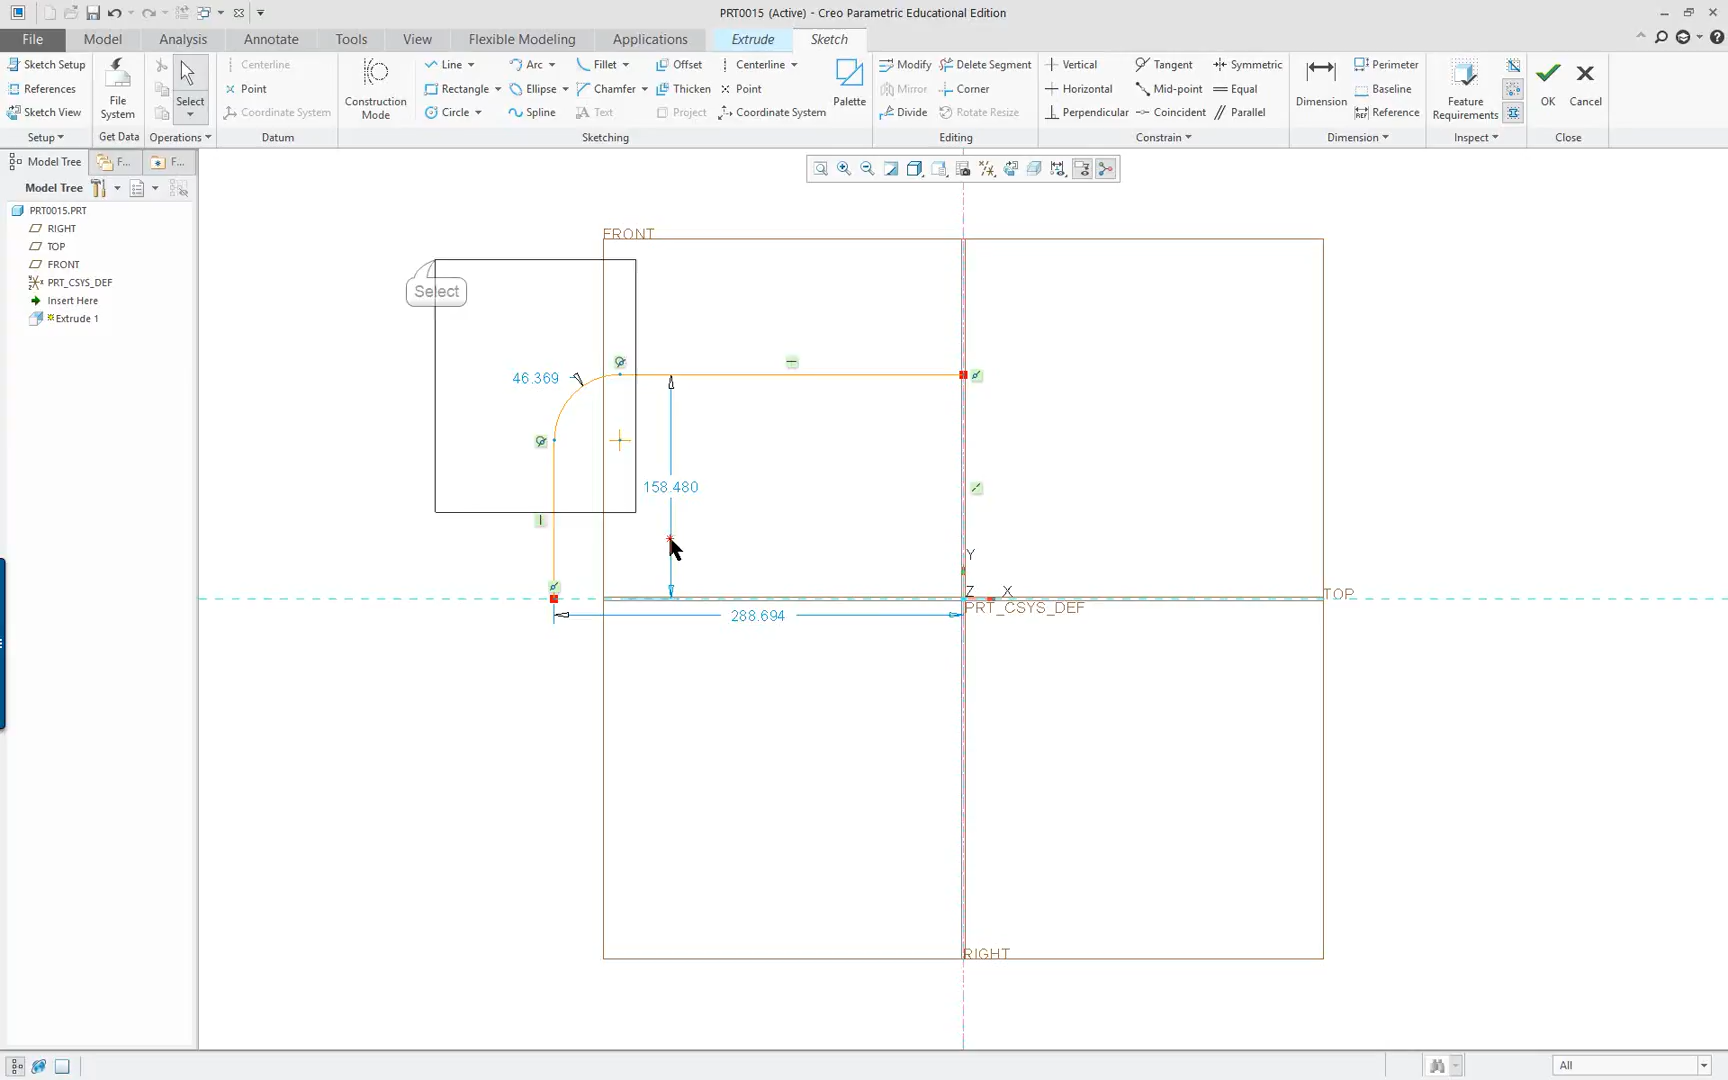 PRT0015 (Active) - Creo Parametric Educational Edition
File Model Analysis Annotate Tools View Flexible Modeling Applications Extrude Sketch
Sketch Setup
References
Sketch View
Setup
File System
Get Data
Select
Operations
Centerline
Point
Coordinate System
Datum
Construction Mode
Line Arc Fillet Offset Centerline
Rectangle Ellipse Chamfer Thicken Point
Circle Spline Text Project Coordinate System
Palette
Sketching
Modify Delete Segment
Mirror Corner
Divide Rotate Resize
Editing
Vertical Tangent Symmetric
Horizontal Mid-point Equal
Perpendicular Coincident Parallel
Constrain
Dimension
Perimeter
Baseline
REF Reference
Dimension
Feature Requirements
Inspect
OK Cancel
Close
Model Tree F... F...
Model Tree
PRT0015.PRT
RIGHT
TOP
FRONT
PRT_CSYS_DEF
Insert Here
Extrude 1
FRONT
Select
46.369
158.480
Y
Z X
TOP
PRT_CSYS_DEF
288.694
RIGHT
All